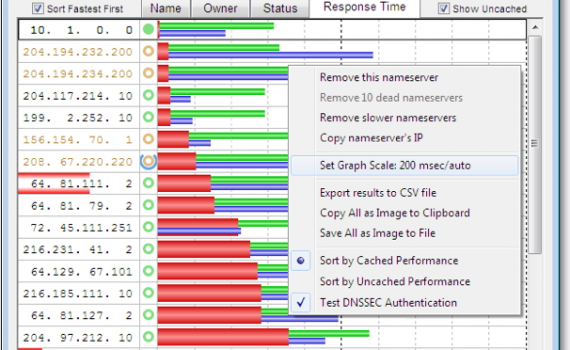 Sort Fastest First Name Owner Status Response Time Show Uncached
10. 1. 0. 0
204.194.232.200
204.194.234.200
204.117.214. 10
199. 2.252. 10
156.154. 70. 1
208. 67.220.220
64. 81.111. 2
64. 81. 79. 2
72. 45.111.251
216.231. 41. 2
64.129. 67.101
216.185.111. 10
64. 81.127. 2
204. 97.212. 10
Remove this nameserver
Remove 10 dead nameservers
Remove slower nameservers
Copy nameserver's IP
Set Graph Scale: 200 msec/auto
Export results to CSV file
Copy All as Image to Clipboard
Save All as Image to File
Sort by Cached Performance
Sort by Uncached Performance
Test DNSSEC Authentication